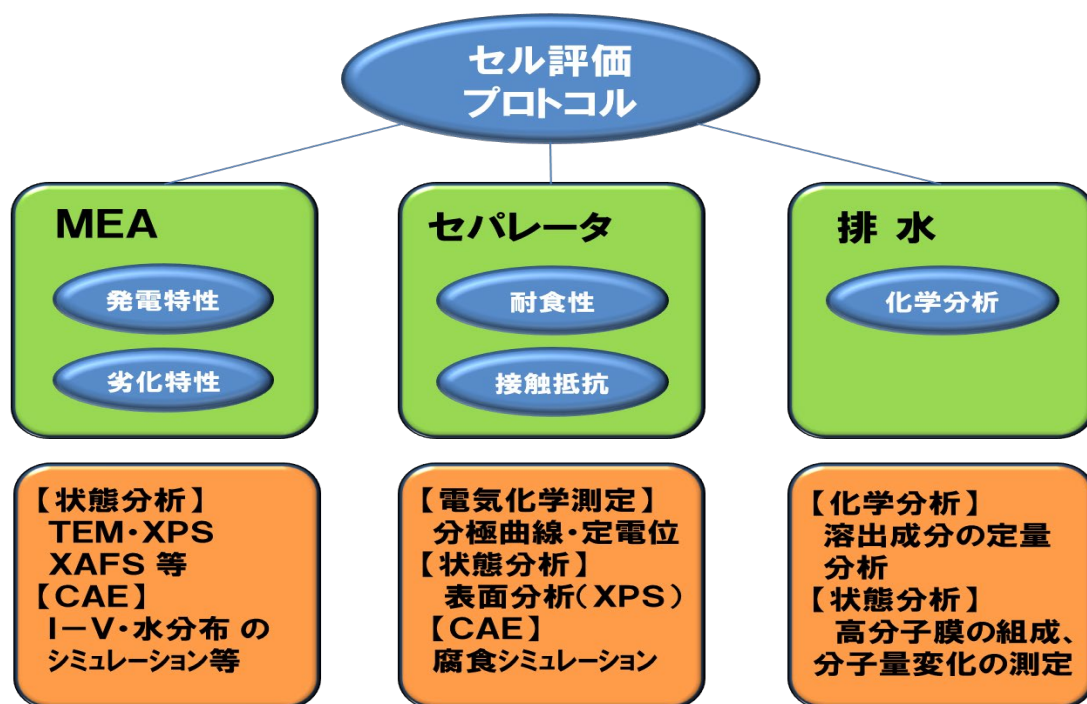 セル評価
プロトコル
MEA
発電特性
劣化特性
【状態分析】
TEM・XPS
XAFS 等
【CAE】
I－V・水分布 の
シミュレーション等
セパレータ
耐食性
接触抵抗
【電気化学測定】
分極曲線・定電位
【状態分析】
表面分析(XPS)
【CAE】
腐食シミュレーション
排 水
化学分析
【化学分析】
溶出成分の定量
分析
【状態分析】
高分子膜の組成、
分子量変化の測定